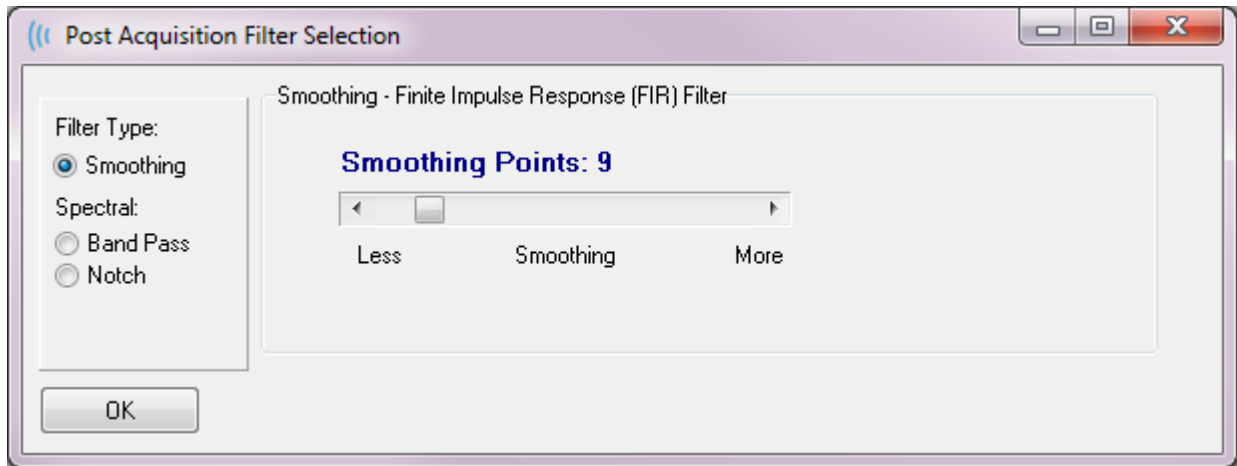 Post Acquisition Filter Selection
Smoothing - Finite Impulse Response (FIR) Filter
Filter Type:
Smoothing
Spectral:
Band Pass
Notch
Smoothing Points: 9
Less Smoothing More
OK